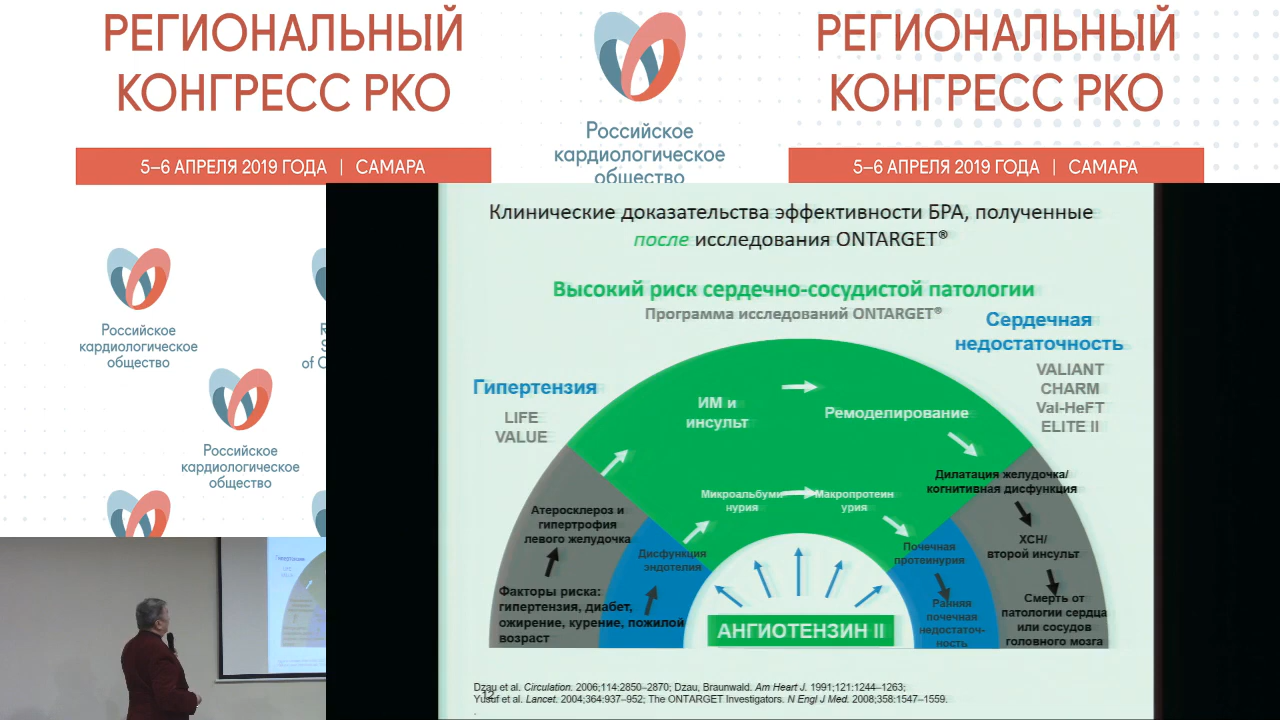 РЕГИОНАЛЬНЫЙ
КОНГРЕСС РКО
5–6 АПРЕЛЯ 2019 ГОДА | САМАРА
Российское
кардиологическое
общество
РЕГИОНАЛЬНЫЙ
КОНГРЕСС РКО
5–6 АПРЕЛЯ 2019 ГОДА | САМАРА
Российское
кардиологическое
общество
Российское
кардиологическое
общество
of C
Клинические доказательства эффективности БРА, полученные
после исследования ONTARGET®
Высокий риск сердечно-сосудистой патологии
Программа исследований ONTARGET®
Сердечная
недостаточность
VALIANT
CHARM
Val-HeFT
ELITE II
Гипертензия
LIFE
VALUE
ИМ и
инсульт
Ремоделирование
Микроальбуми
нурия
Макропротеин
урия
Дилатация желудочка/
когнитивная дисфункция
Атеросклероз и
гипертрофия
левого желудочка
Дисфункция
эндотелия
Почечная
протеинурия
ХСН/
второй инсульт
Факторы риска:
гипертензия, диабет,
ожирение, курение, пожилой
возраст
Ранняя
почечная
недостаточ-
ность
Смерть от
патологии сердца
или сосудов
головного мозга
АНГИОТЕНЗИН II
Dzau et al. Circulation. 2006;114:2850–2870; Dzau, Braunwald. Am Heart J. 1991;121:1244–1263;
Yusuf et al. Lancet. 2004;364:937–952; The ONTARGET Investigators. N Engl J Med. 2008;358:1547–1559.
12